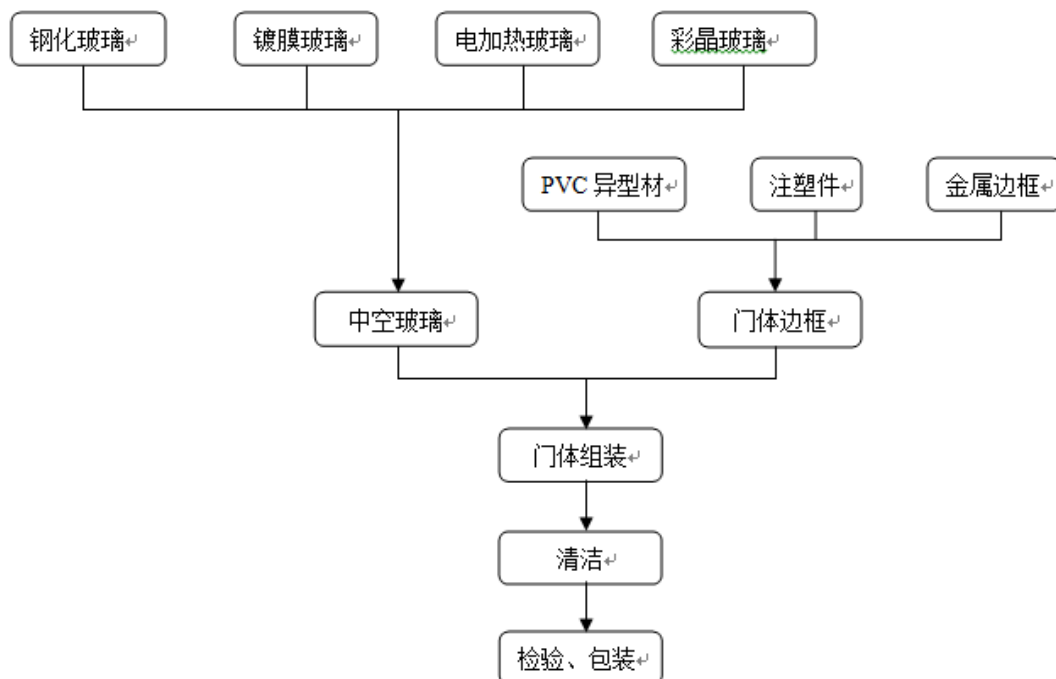 钢化玻璃 镀膜玻璃 电加热玻璃 彩晶玻璃
PVC 异型材 注塑件 金属边框
中空玻璃 门体边框
门体组装
清洁
检验、包装